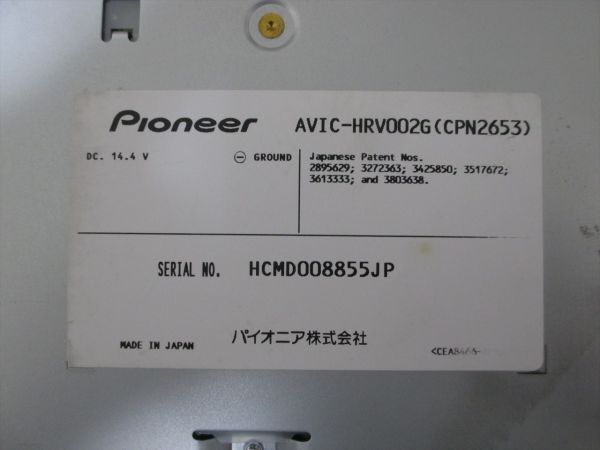 Pioneer AVIC-HRV002G(CPN2653)
DC. 14.4 V
⊖ GROUND
Japanese Patent Nos.
2895629; 3272363; 3425850; 3517672;
3613333; and 3803638.
SERIAL NO. HCMD008855JP
MADE IN JAPAN
パイオニア株式会社